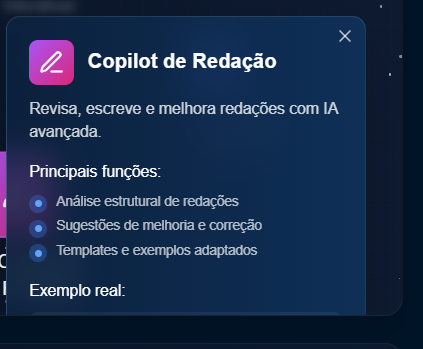 Copilot de Redação
Revisa, escreve e melhora redações com IA
avançada.
Principais funções:
Análise estrutural de redações
Sugestões de melhoria e correção
Templates e exemplos adaptados
Exemplo real: